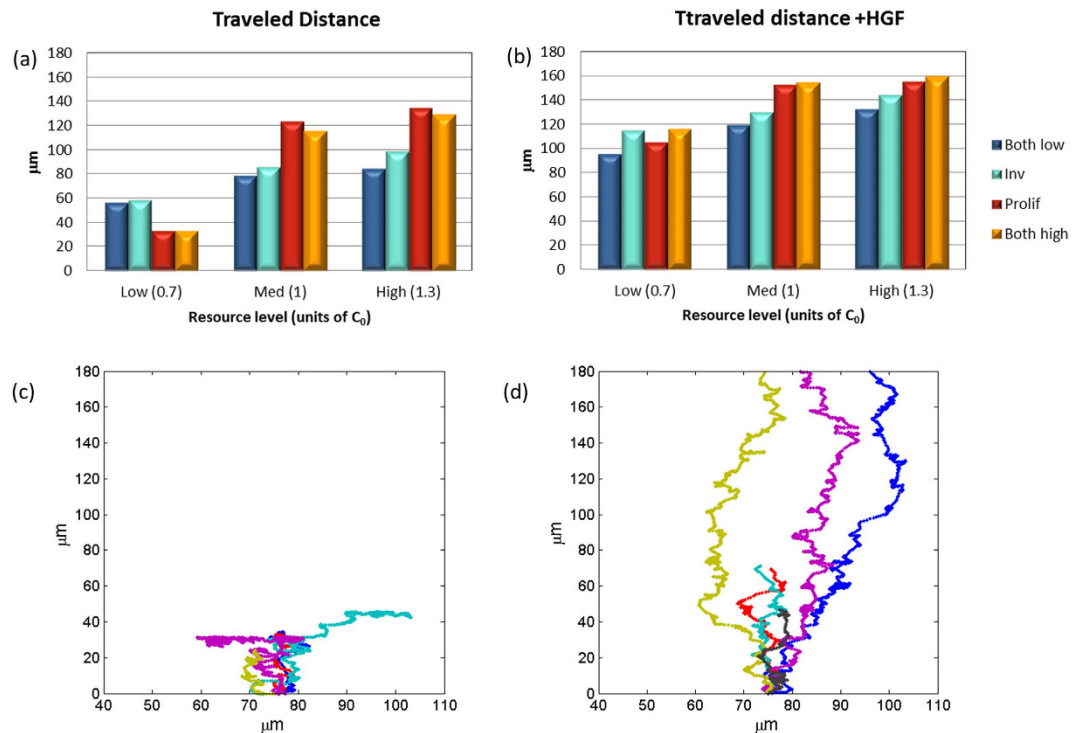 Traveled Distance
(a)
180
160
140
120
100
80
60
40
20
0
μm
Low (0.7)
Med (1)
High (1.3)
Resource level (units of C0)
Ttraveled distance +HGF
(b)
180
160
140
120
100
80
60
40
20
0
μm
Low (0.7)
Med (1)
High (1.3)
Resource level (units of C0)
Both low
Inv
Prolif
Both high
(c)
180
160
140
120
100
80
60
40
20
0
μm
40 50 60 70 80 90 100 110
μm
(d)
180
160
140
120
100
80
60
40
20
0
μm
40 50 60 70 80 90 100 110
μm